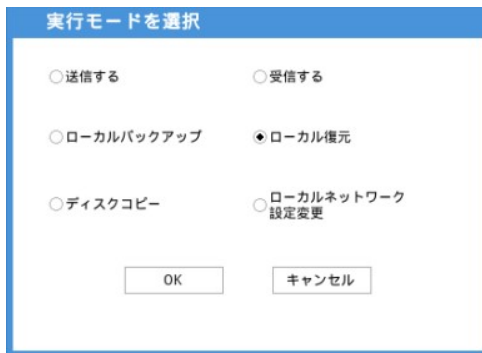 実行モードを選択
送信する
受信する
ローカルバックアップ
ローカル復元
ディスクコピー
ローカルネットワーク
設定変更
OK
キャンセル